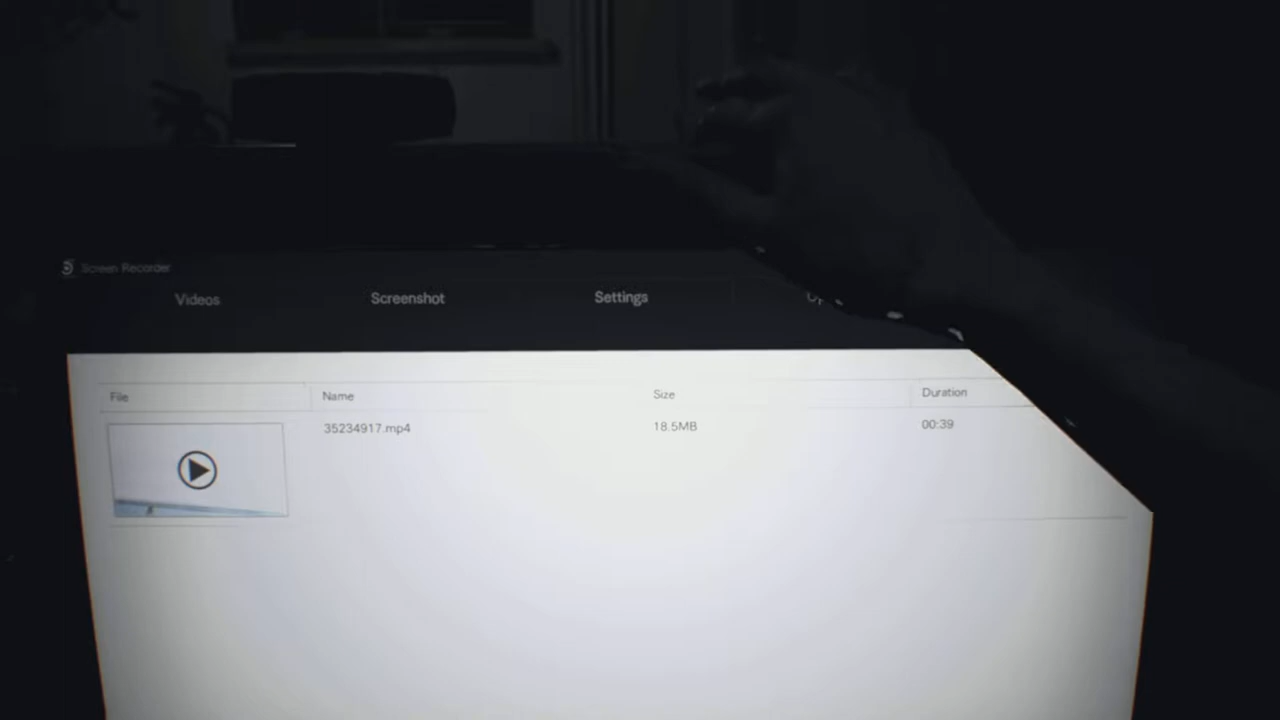 Screen Recorder
Videos Screenshot Settings
File Name Size Duration
35234917.mp4 18.5MB 00:39